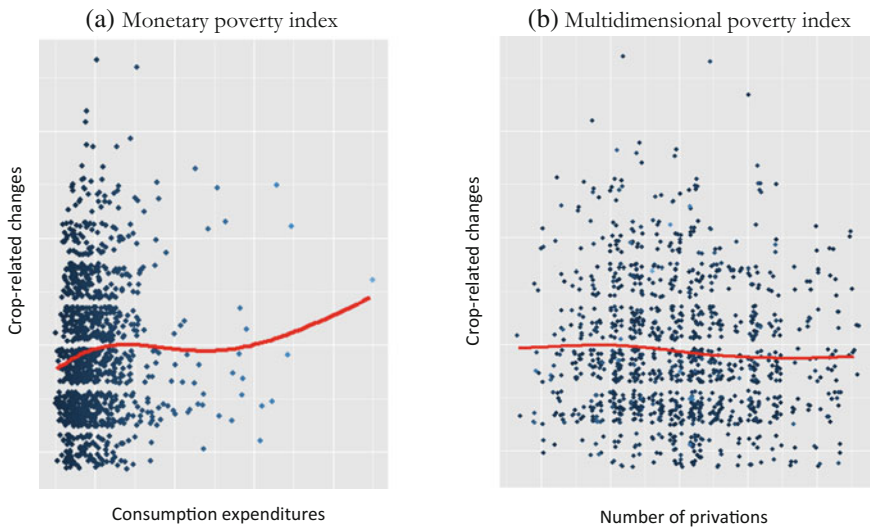 (a) Monetary poverty index
Crop-related changes
Consumption expenditures
(b) Multidimensional poverty index
Crop-related changes
Number of privations